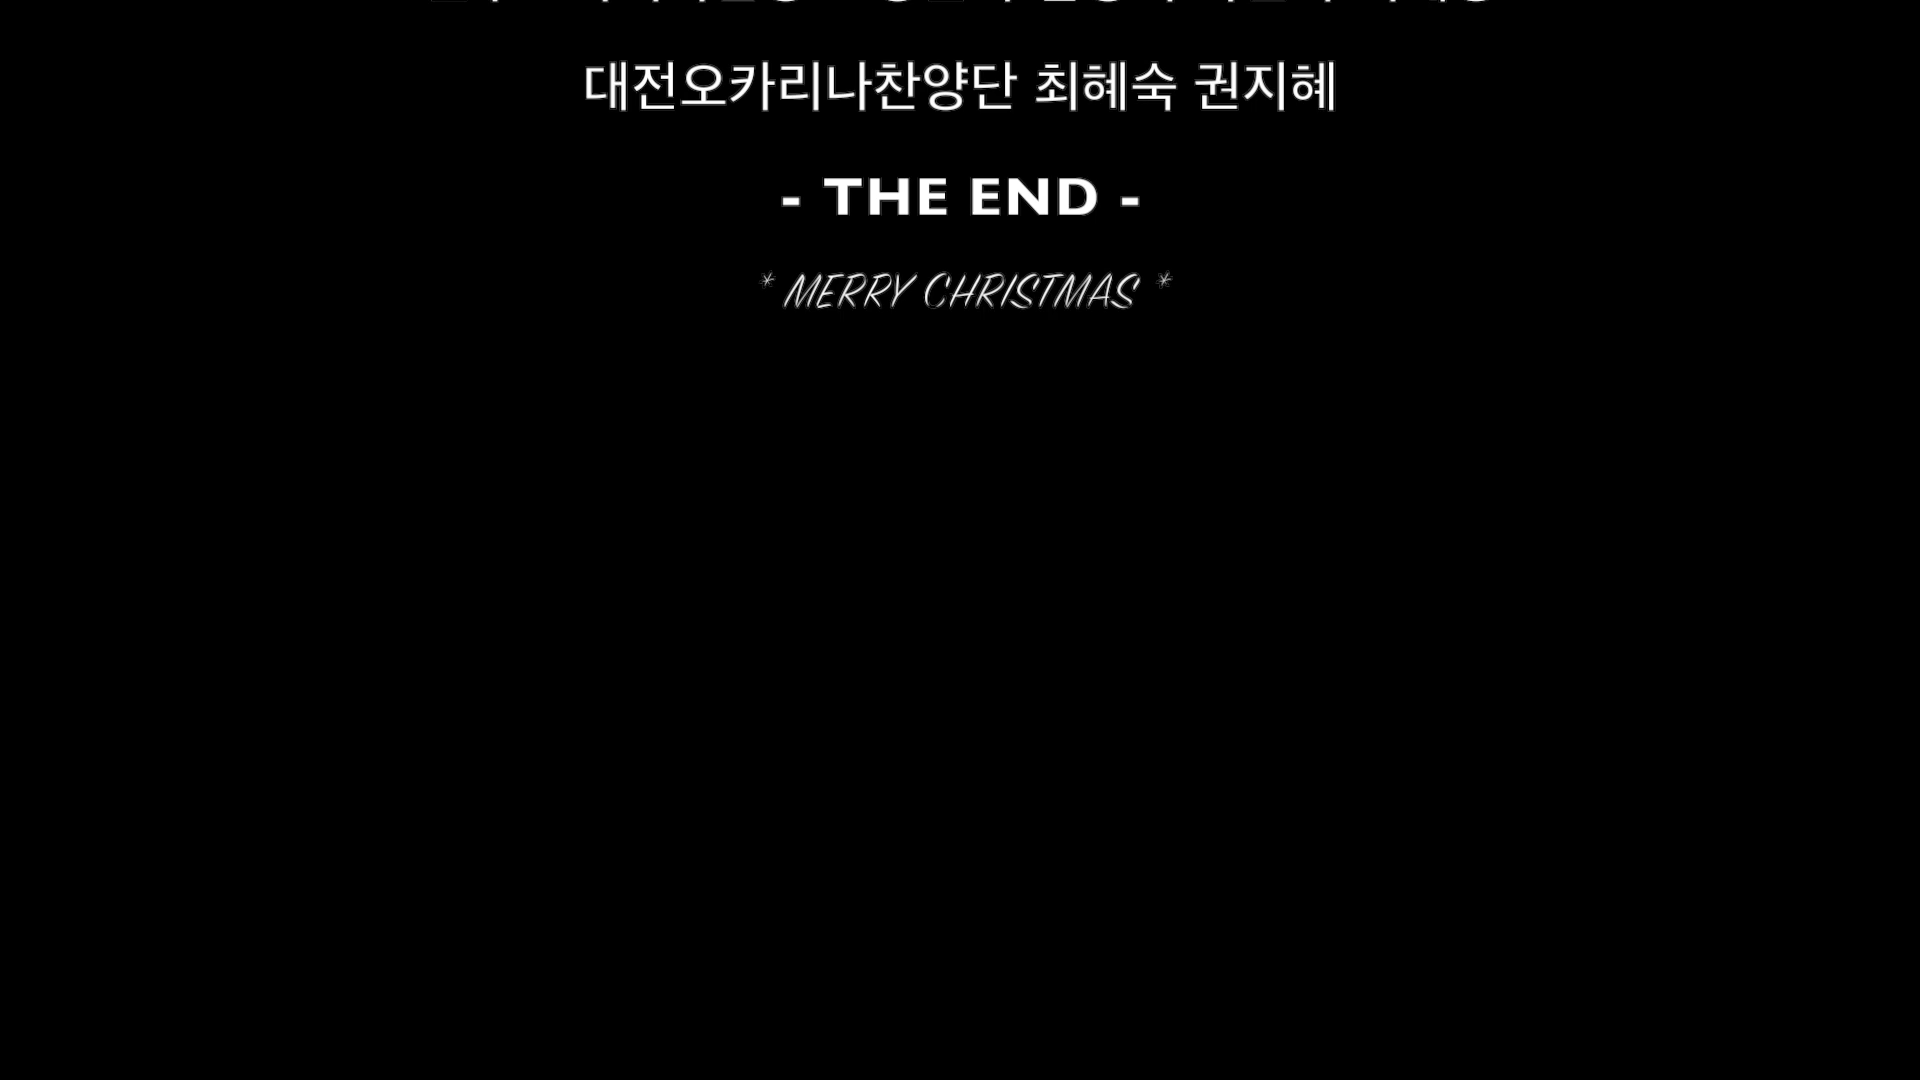 대전오카리나찬양단 최혜숙 권지혜
- THE END -
* MERRY CHRISTMAS *